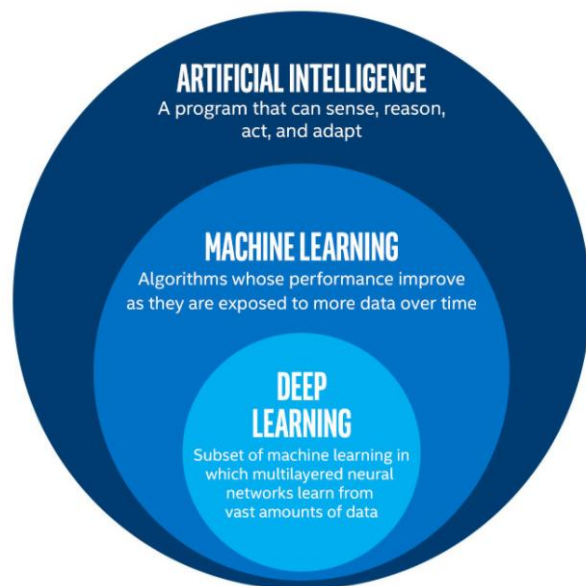 ARTIFICIAL INTELLIGENCE
A program that can sense, reason,
act, and adapt
MACHINE LEARNING
Algorithms whose performance improve
as they are exposed to more data over time
DEEP
LEARNING
Subset of machine learning in
which multilayered neural
networks learn from
vast amounts of data